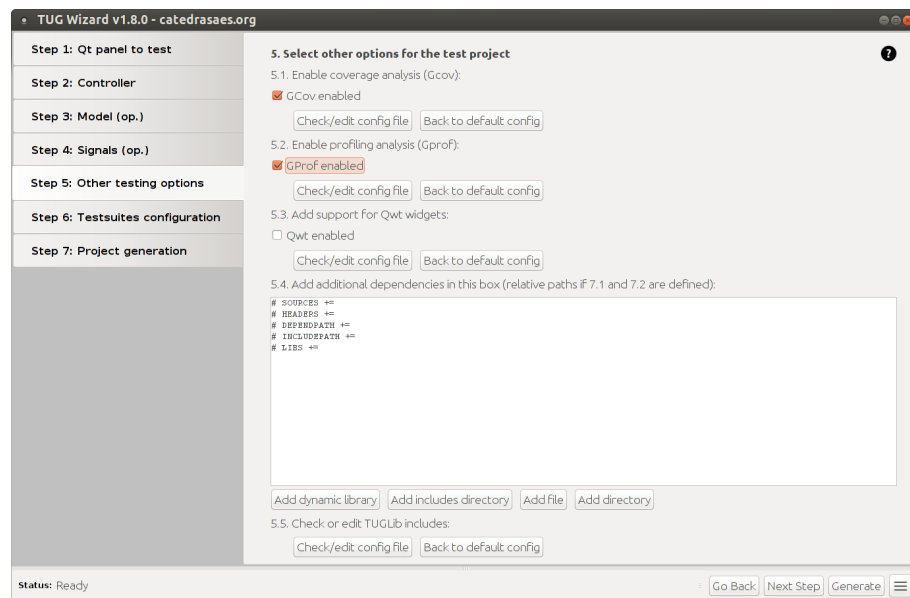 TUG Wizard v1.8.0 - catedrasaes.org
Step 1: Qt panel to test
Step 2: Controller
Step 3: Model (op.)
Step 4: Signals (op.)
Step 5: Other testing options
Step 6: Testsuites configuration
Step 7: Project generation
5. Select other options for the test project
?
5.1. Enable coverage analysis (Gcov):
GCov enabled
Check/edit config file Back to default config
5.2. Enable profiling analysis (Gprof):
GProf enabled
Check/edit config file Back to default config
5.3. Add support for Qwt widgets:
Qwt enabled
Check/edit config file Back to default config
5.4. Add additional dependencies in this box (relative paths if 7.1 and 7.2 are defined):
# SOURCES +=
# HEADERS +=
# DEPENDPATH +=
# INCLUDEPATH +=
# LIBS +=
Add dynamic library Add includes directory Add file Add directory
5.5. Check or edit TUGLib includes:
Check/edit config file Back to default config
Status: Ready
Go Back Next Step Generate